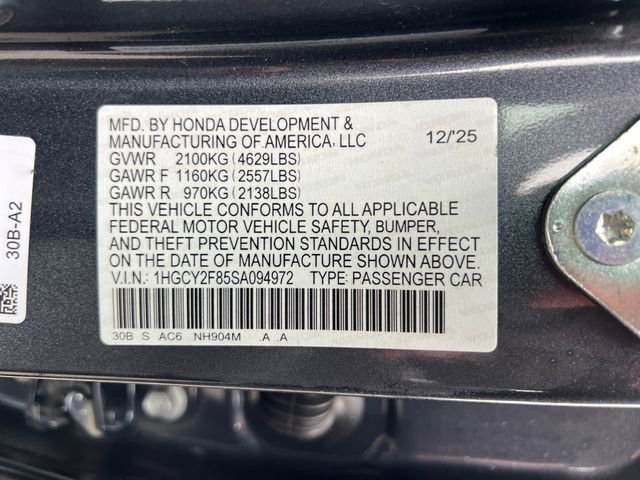 MFD. BY HONDA DEVELOPMENT &
MANUFACTURING OF AMERICA, LLC 12/'25
GVWR 2100KG (4629LBS)
GAWR F 1160KG (2557LBS)
GAWR R 970KG (2138LBS)
THIS VEHICLE CONFORMS TO ALL APPLICABLE
FEDERAL MOTOR VEHICLE SAFETY, BUMPER,
AND THEFT PREVENTION STANDARDS IN EFFECT
ON THE DATE OF MANUFACTURE SHOWN ABOVE.
V.I.N.: 1HGCY2F85SA094972 TYPE: PASSENGER CAR
30B S AC6 NH904M .A .A
30B-A2